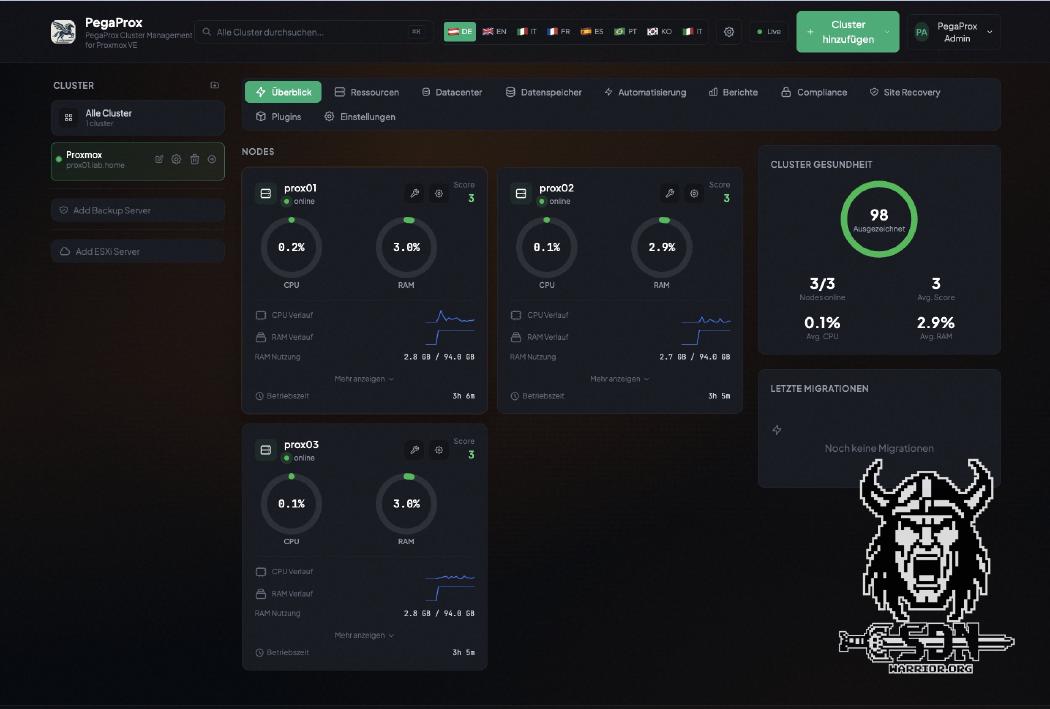 PegaProx
PegaProx Cluster Management
for Proxmox VE
Alle Cluster durchsuchen...
⌘K
DE
EN
IT
FR
ES
PT
KO
IT
Live
+ Cluster
hinzufügen
PA
PegaProx
Admin
CLUSTER
Alle Cluster
1 cluster
Proxmox
prox01.lab.home
Add Backup Server
Add ESXi Server
Überblick
Ressourcen
Datacenter
Datenspeicher
Automatisierung
Berichte
Compliance
Site Recovery
Plugins
Einstellungen
NODES
prox01
online
Score
3
0.2%
CPU
3.0%
RAM
CPU Verlauf
RAM Verlauf
RAM Nutzung
2.8 GB / 94.0 GB
Mehr anzeigen
Betriebszeit
3h 6m
prox02
online
Score
3
0.1%
CPU
2.9%
RAM
CPU Verlauf
RAM Verlauf
RAM Nutzung
2.7 GB / 94.0 GB
Mehr anzeigen
Betriebszeit
3h 5m
prox03
online
Score
3
0.1%
CPU
3.0%
RAM
CPU Verlauf
RAM Verlauf
RAM Nutzung
2.8 GB / 94.0 GB
Mehr anzeigen
Betriebszeit
3h 5m
CLUSTER GESUNDHEIT
98
Ausgezeichnet
3/3
Nodes online
3
Avg. Score
0.1%
Avg. CPU
2.9%
Avg. RAM
LETZTE MIGRATIONEN
Noch keine Migrationen
SDN
WARRIOR.ORG